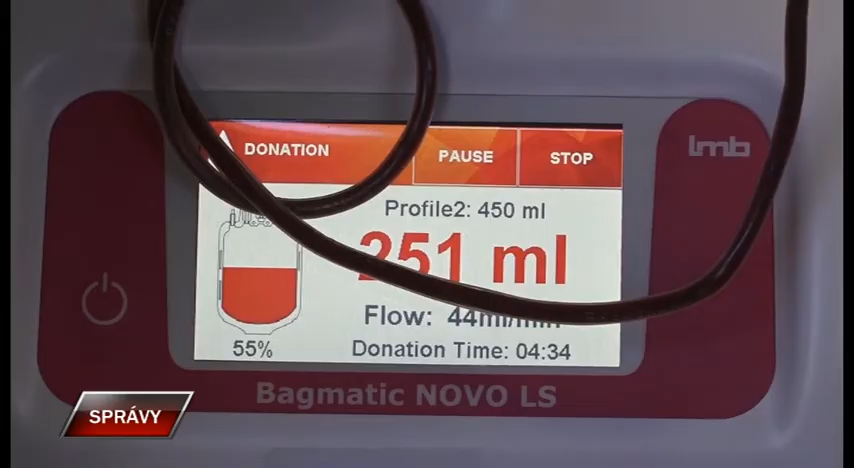 DONATION
PAUSE
STOP
lmb
Profile2: 450 ml
251 ml
Flow: 44ml/min
55%
Donation Time: 04:34
Bagmatic NOVO LS
SPRÁVY